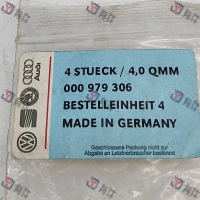 Audi
4 STUECK / 4,0 QMM
000 979 306
BESTELLEINHEIT 4
MADE IN GERMANY
Geschlossene Packung nicht zur
Abgabe an Letztverbraucher bestimmt.